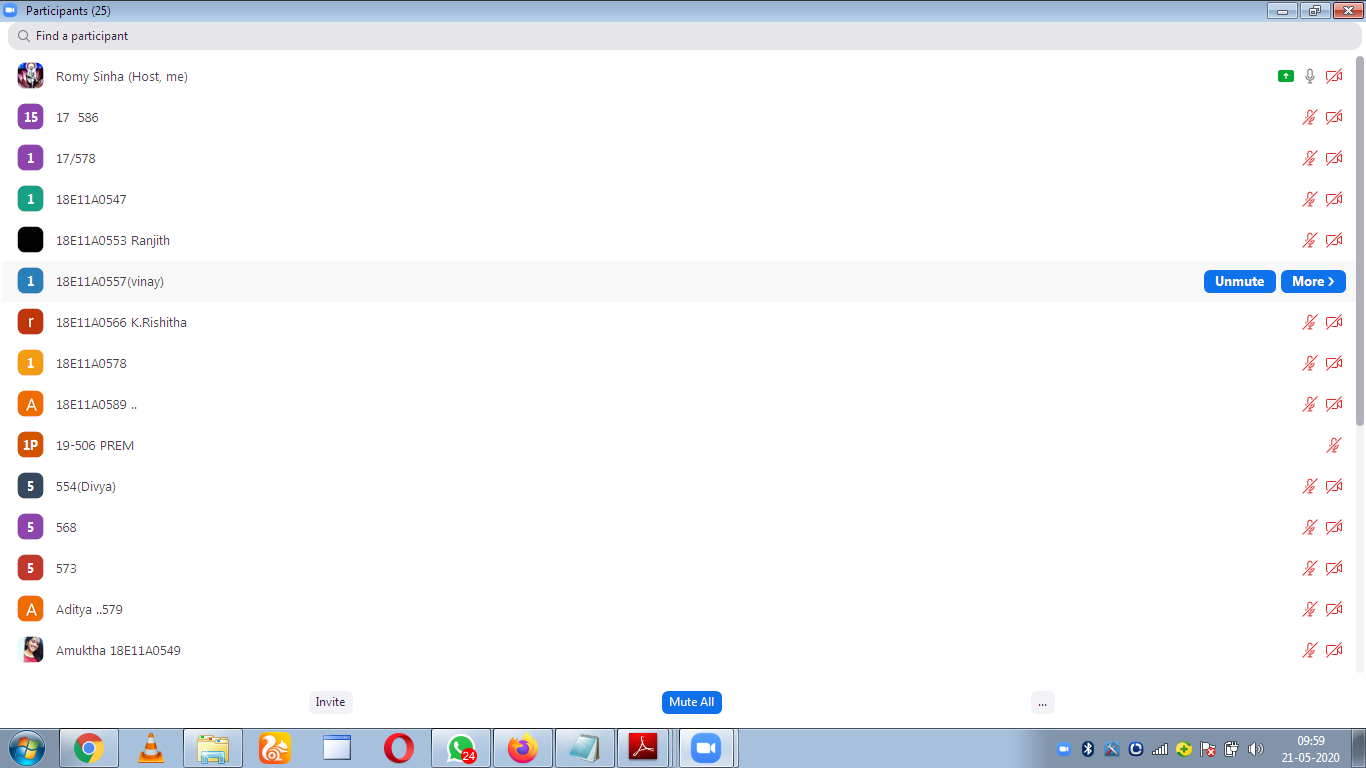 Participants (25)
Find a participant
Romy Sinha (Host, me)
15 17 586
1 17/578
1 18E11A0547
18E11A0553 Ranjith
1 18E11A0557(vinay) Unmute More >
r 18E11A0566 K.Rishitha
1 18E11A0578
A 18E11A0589 ..
1P 19-506 PREM
5 554(Divya)
5 568
5 573
A Aditya ..579
Amuktha 18E11A0549
Invite Mute All ...
24
09:59
21-05-2020